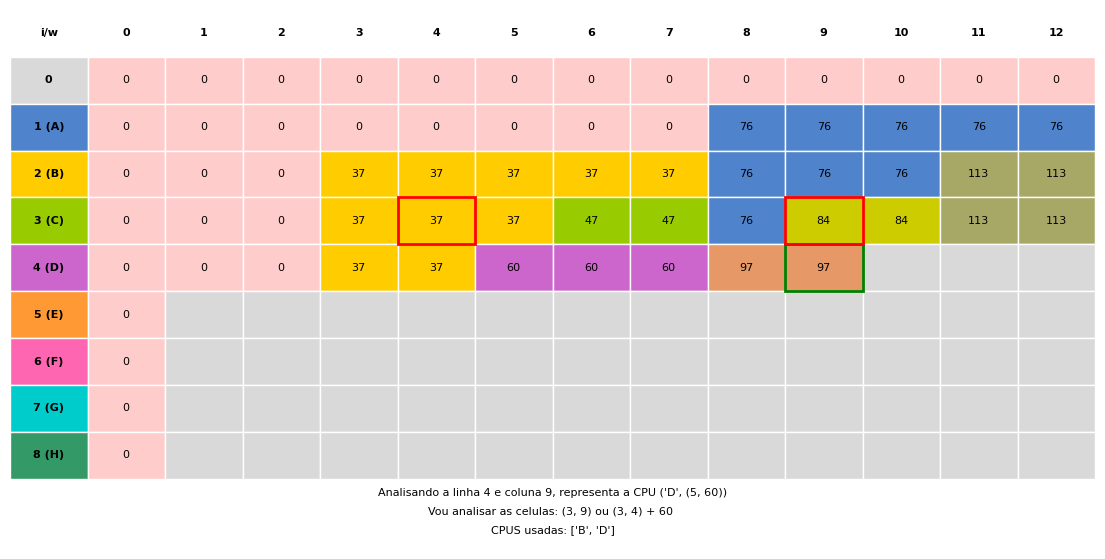 i/w 0 1 2 3 4 5 6 7 8 9 10 11 12
0 0 0 0 0 0 0 0 0 0 0 0 0 0
1 (A) 0 0 0 0 0 0 0 0 76 76 76 76 76
2 (B) 0 0 0 37 37 37 37 37 76 76 76 113 113
3 (C) 0 0 0 37 37 37 47 47 76 84 84 113 113
4 (D) 0 0 0 37 37 60 60 60 97 97
5 (E) 0
6 (F) 0
7 (G) 0
8 (H) 0
Analisando a linha 4 e coluna 9, representa a CPU ('D', (5, 60))
Vou analisar as celulas: (3, 9) ou (3, 4) + 60
CPUS usadas: ['B', 'D']